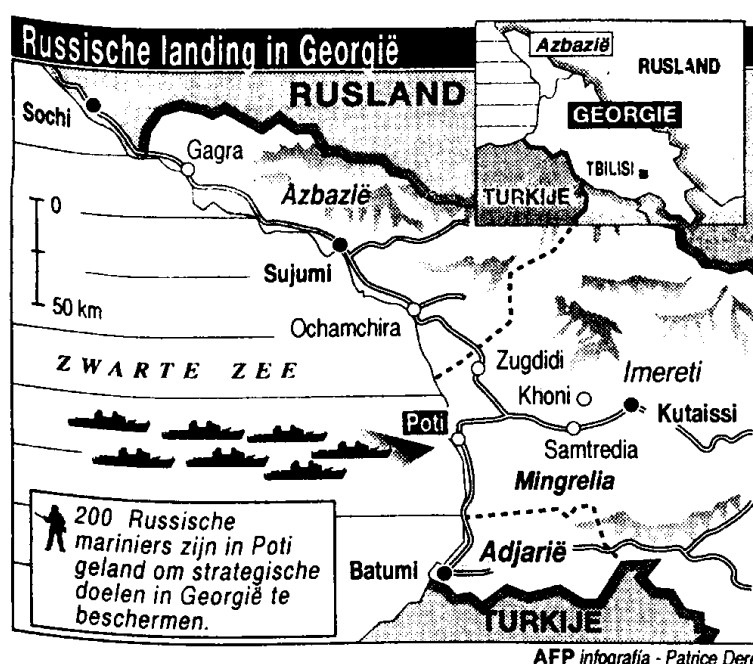 Russische landing in Georgië
Azbazië
RUSLAND
GEORGIE
TBILISI
TURKIJE
RUSLAND
Sochi
Gagra
Azbazië
0
50 km
Sujumi
Ochamchira
ZWARTE ZEE
Zugdidi
Imereti
Khoni
Kutaissi
Poti
Samtredia
Mingrelia
200 Russische
mariniers zijn in Poti
geland om strategische
doelen in Georgië te
beschermen.
Batumi
Adjarië
TURKIJE
AFP infografia - Patrice